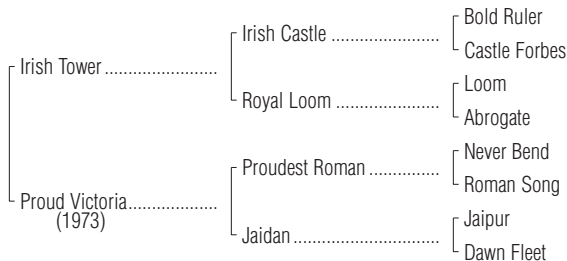 Bold Ruler
Irish Castle ......................
Castle Forbes
Irish Tower .......................
Loom
Royal Loom .....................
Abrogate
Never Bend
Proudest Roman ..............
Roman Song
Proud Victoria..................
(1973)
Jaipur
Jaidan .............................
Dawn Fleet